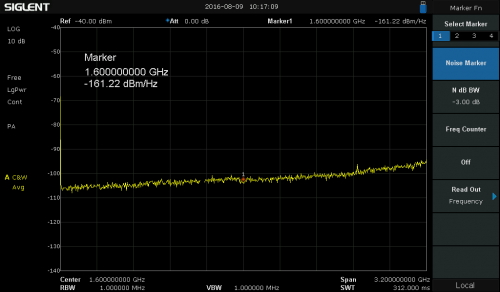 SIGLENT 2016-08-09 10:17:09 Marker Fn
LOG Ref -40.00 dBm *Att 0.00 dB Marker1 1.600000000 GHz -161.22 dBm/Hz
10 dB
Free
LgPwr
Cont
PA
A C&W
Avg
-40
-50
-60
-70
-80
-90
-100
-110
-120
-130
-140
Marker
1.600000000 GHz
-161.22 dBm/Hz
1
Center 1.600000000 GHz Span 3.200000000 GHz
RBW 1.000000 MHz VBW 1.000000 MHz SWT 312.000 ms
Select Marker
1 2 3 4
Noise Marker
N dB BW
-3.00 dB
Freq Counter
Off
Read Out
Frequency
Local